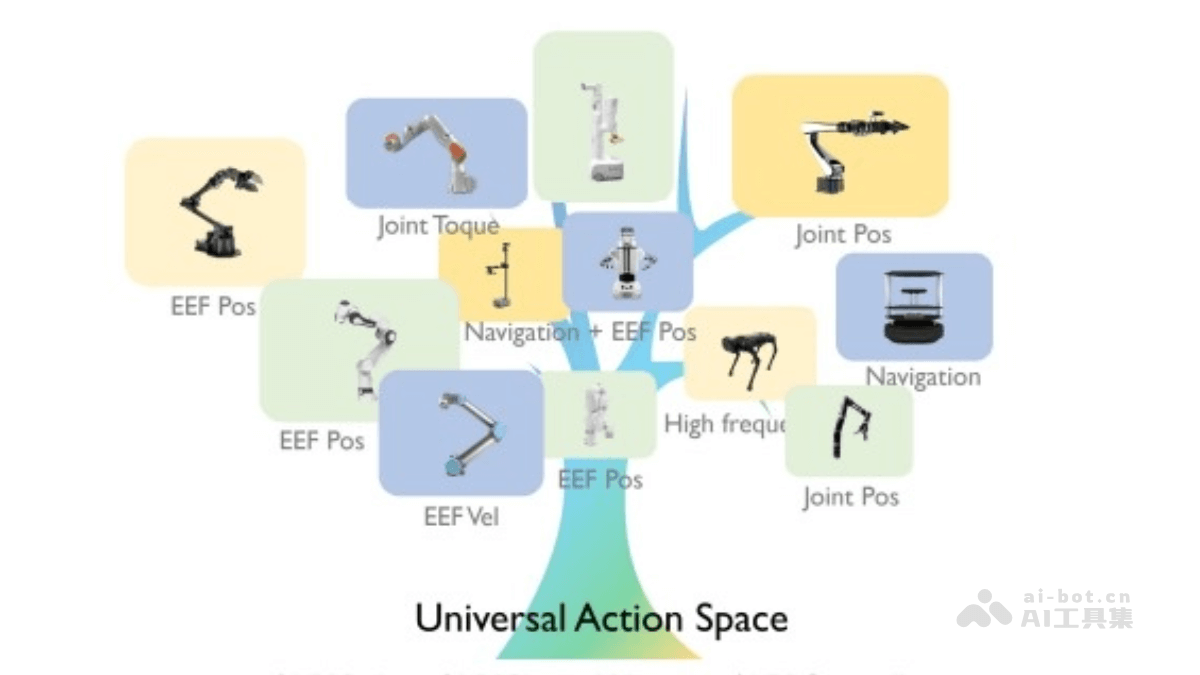 Joint Toque
Joint Pos
EEF Pos
Navigation + EEF Pos
Navigation
High freque
EEF Pos
EEF Pos
Joint Pos
EEF Vel
Universal Action Space
ai-bot.cn
AI工具集